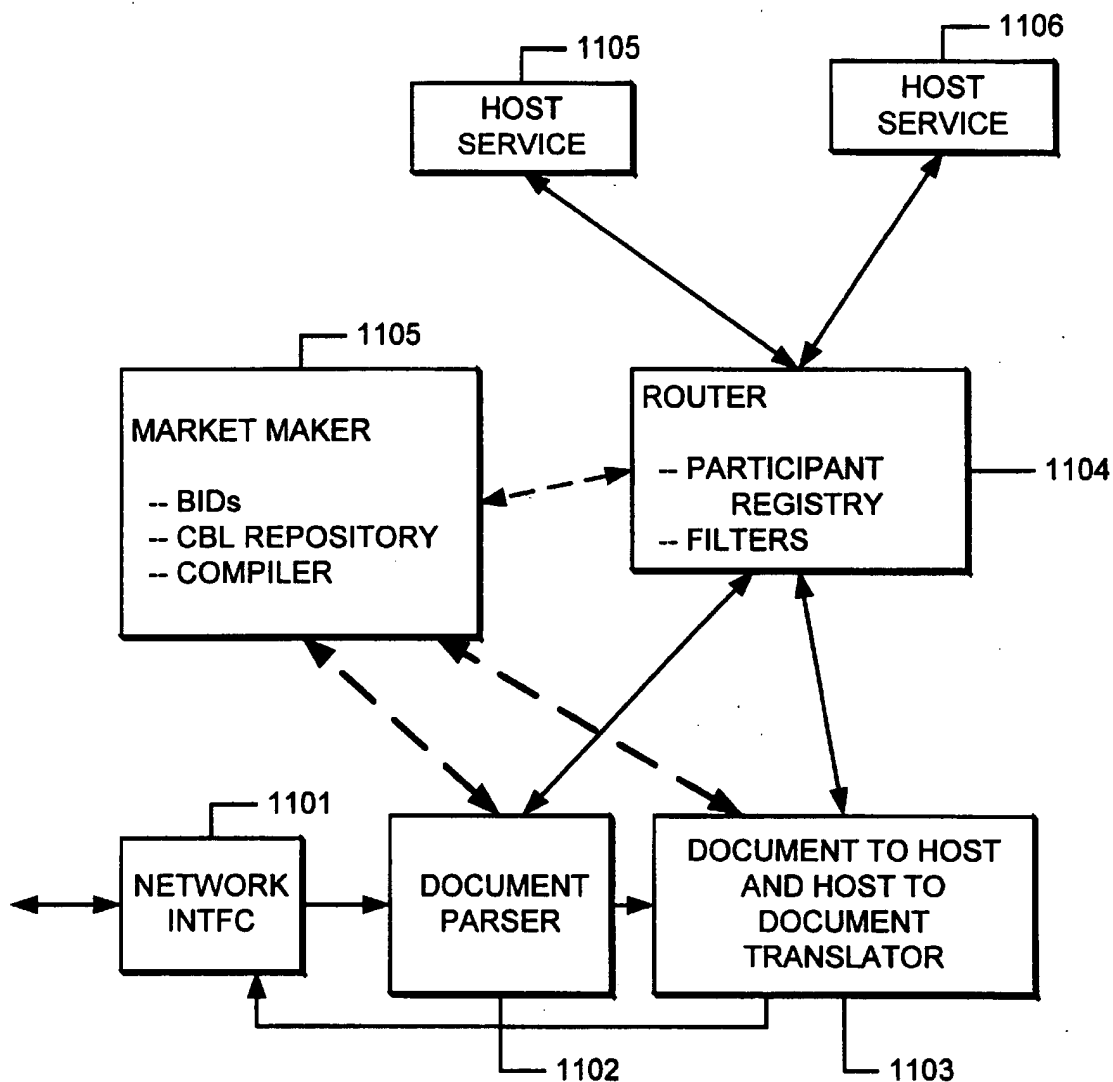 1105
1106
HOST
SERVICE
HOST
SERVICE
1105
MARKET MAKER
-- BIDs
-- CBL REPOSITORY
-- COMPILER
ROUTER
-- PARTICIPANT
REGISTRY
-- FILTERS
1104
1101
NETWORK
INTFC
DOCUMENT
PARSER
DOCUMENT TO HOST
AND HOST TO
DOCUMENT
TRANSLATOR
1102
1103